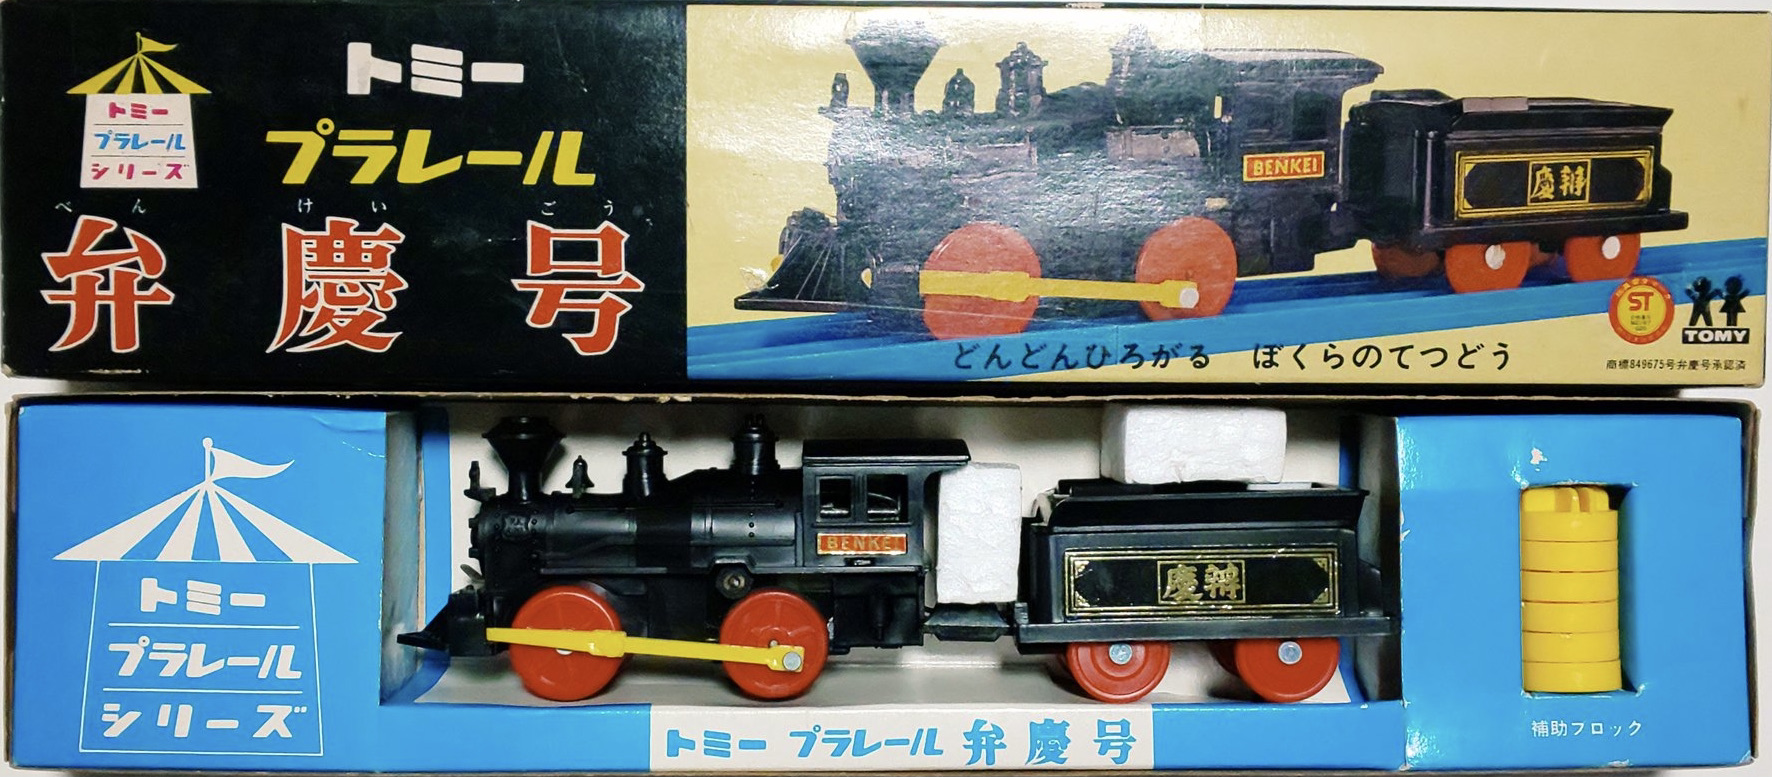 トミー
プラレール
シリーズ
トミー
プラレール
べん けい ごう
弁慶号
BENKEI
慶辨
ST
TOMY
どんどんひろがる ぼくらのてつどう
商標849675号弁慶号承認済
トミー
プラレール
シリーズ
BENKEI
慶辨
トミー プラレール 弁慶号
補助ブロック